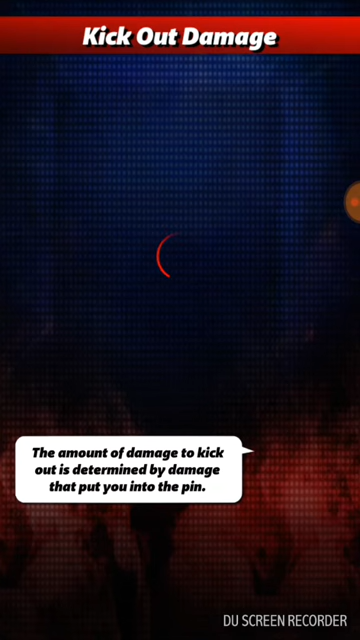 Kick Out Damage
The amount of damage to kick
out is determined by damage
that put you into the pin.
DU SCREEN RECORDER